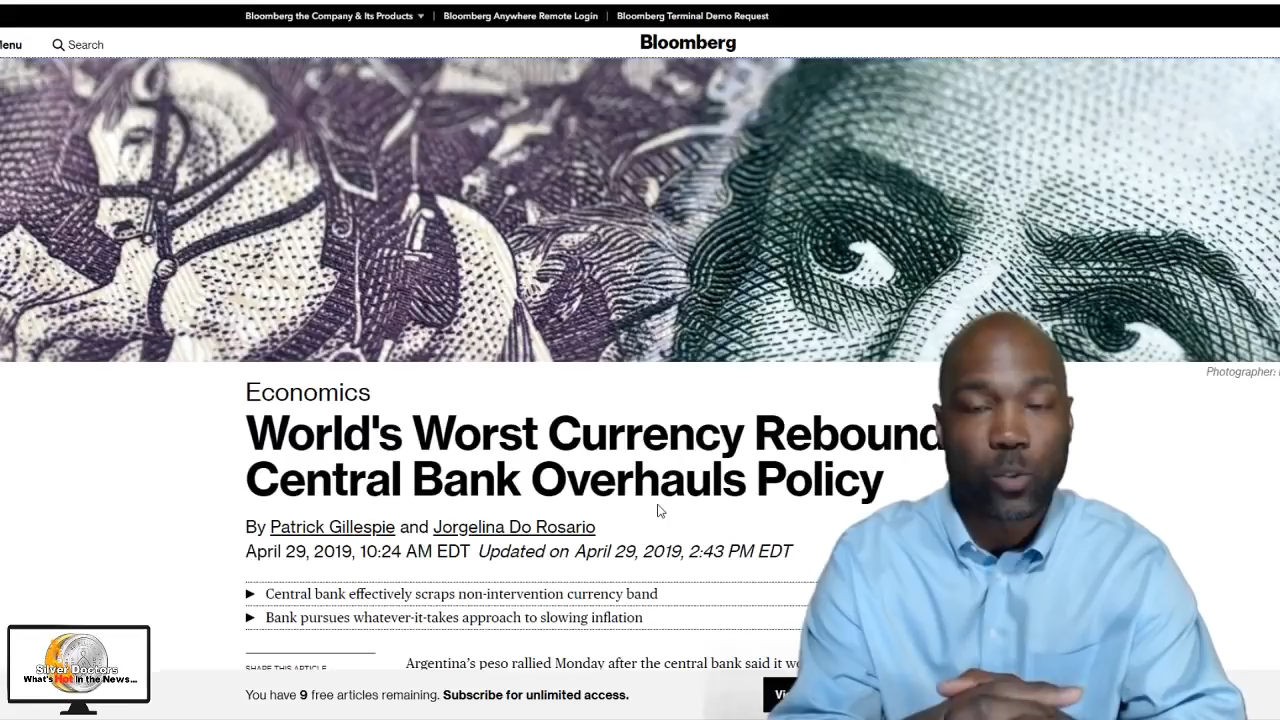 Bloomberg the Company & Its Products
Bloomberg Anywhere Remote Login
Bloomberg Terminal Demo Request
Menu
Search
Bloomberg
Photographer:
Economics
World's Worst Currency Rebound
Central Bank Overhauls Policy
By Patrick Gillespie and Jorgelina Do Rosario
April 29, 2019, 10:24 AM EDT Updated on April 29, 2019, 2:43 PM EDT
Central bank effectively scraps non-intervention currency band
Bank pursues whatever-it-takes approach to slowing inflation
SHARE THIS ARTICLE
Argentina's peso rallied Monday after the central bank said it
You have 9 free articles remaining. Subscribe for unlimited access.
Silver Doctors
What's Hot in the News...